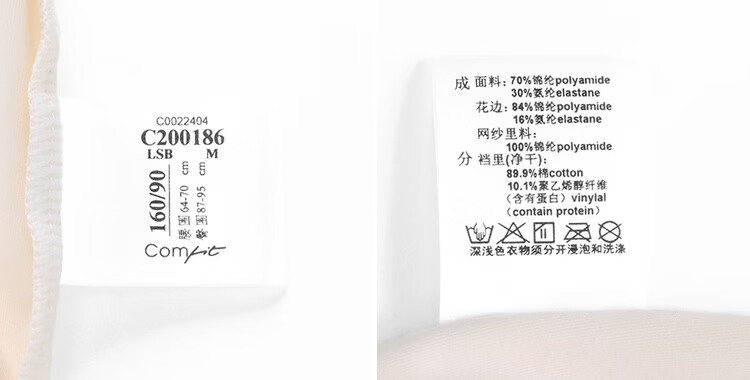 C0022404
C200186
LSB M
160/90
腰围64-70 cm
臀围87-95 cm
Comfit
成 面料: 70%锦纶polyamide
30%氨纶elastane
花边: 84%锦纶polyamide
16%氨纶elastane
网纱里料:
100%锦纶polyamide
分 裆里(净干):
89.9%棉cotton
10.1%聚乙烯醇纤维
（含有蛋白）vinylal
（contain protein）
深浅色衣物须分开浸泡和洗涤